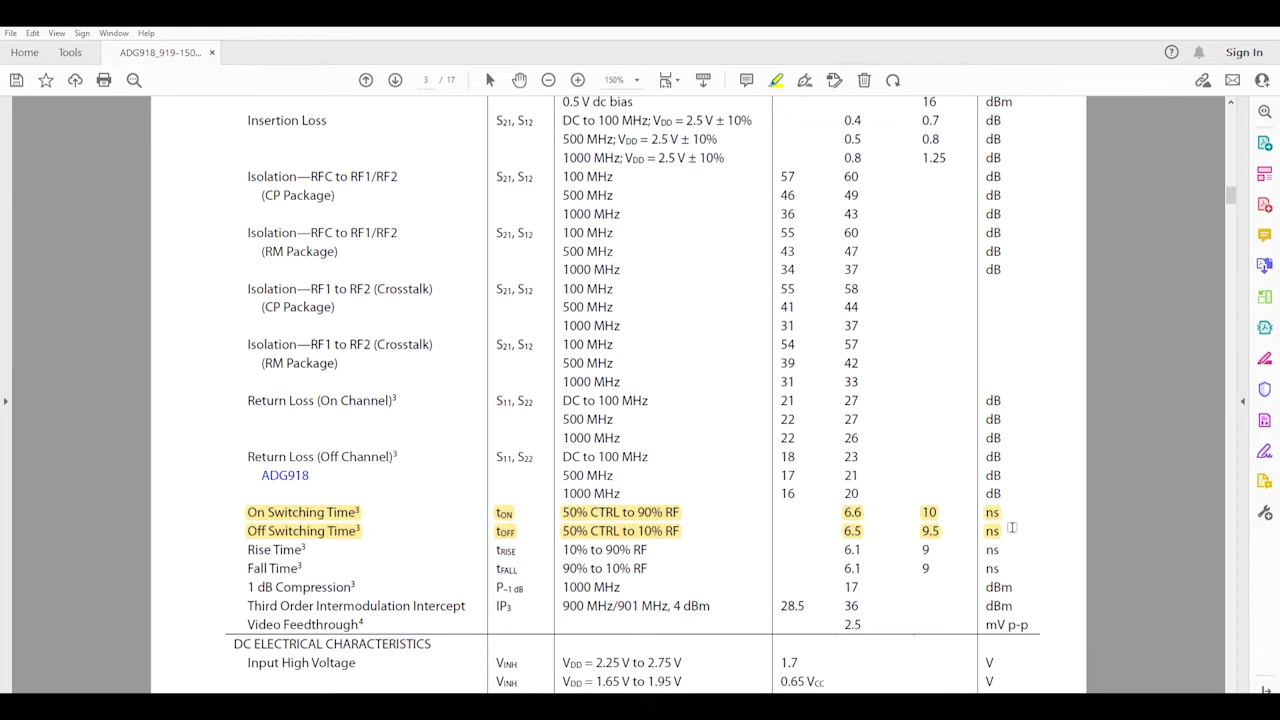 File Edit View Sign Window Help
Home Tools ADG918_919-150... × Sign In
3 / 17 150%
0.5 V dc bias 16 dBm
Insertion Loss S21, S12 DC to 100 MHz; VDD = 2.5 V ± 10% 0.4 0.7 dB
500 MHz; VDD = 2.5 V ± 10% 0.5 0.8 dB
1000 MHz; VDD = 2.5 V ± 10% 0.8 1.25 dB
Isolation—RFC to RF1/RF2 S21, S12 100 MHz 57 60 dB
(CP Package) 500 MHz 46 49 dB
1000 MHz 36 43 dB
Isolation—RFC to RF1/RF2 S21, S12 100 MHz 55 60 dB
(RM Package) 500 MHz 43 47 dB
1000 MHz 34 37 dB
Isolation—RF1 to RF2 (Crosstalk) S21, S12 100 MHz 55 58
(CP Package) 500 MHz 41 44
1000 MHz 31 37
Isolation—RF1 to RF2 (Crosstalk) S21, S12 100 MHz 54 57
(RM Package) 500 MHz 39 42
1000 MHz 31 33
Return Loss (On Channel)3 S11, S22 DC to 100 MHz 21 27 dB
500 MHz 22 27 dB
1000 MHz 22 26 dB
Return Loss (Off Channel)3 S11, S22 DC to 100 MHz 18 23 dB
ADG918 500 MHz 17 21 dB
1000 MHz 16 20 dB
On Switching Time3 tON 50% CTRL to 90% RF 6.6 10 ns
Off Switching Time3 tOFF 50% CTRL to 10% RF 6.5 9.5 ns
Rise Time3 tRISE 10% to 90% RF 6.1 9 ns
Fall Time3 tFALL 90% to 10% RF 6.1 9 ns
1 dB Compression3 P–1 dB 1000 MHz 17 dBm
Third Order Intermodulation Intercept IP3 900 MHz/901 MHz, 4 dBm 28.5 36 dBm
Video Feedthrough4 2.5 mV p-p
DC ELECTRICAL CHARACTERISTICS
Input High Voltage VINH VDD = 2.25 V to 2.75 V 1.7 V
VINH VDD = 1.65 V to 1.95 V 0.65 VCC V